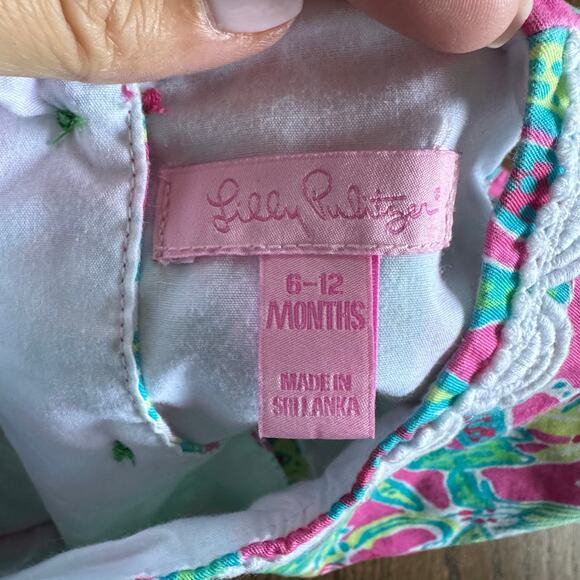 Lilly Pulitzer®
6-12
MONTHS
MADE IN
SRI LANKA